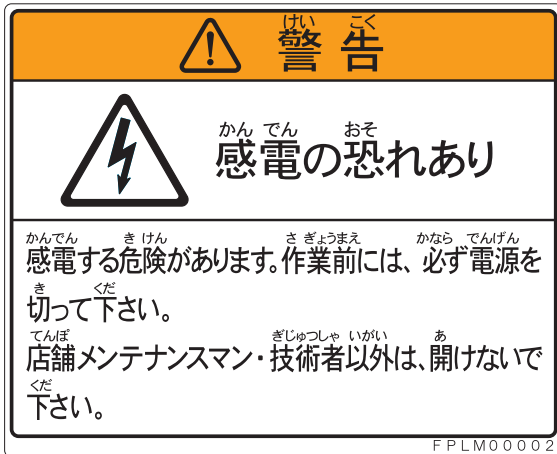 警告
感電の恐れあり
感電する危険があります。作業前には、必ず電源を
切って下さい。
店舗メンテナンスマン・技術者以外は、開けないで
下さい。
FPLM00002